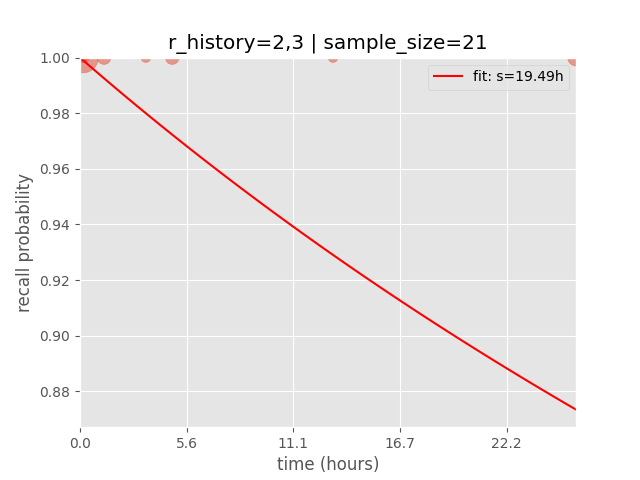 r_history=2,3 | sample_size=21
fit: s=19.49h
recall probability
1.00
0.98
0.96
0.94
0.92
0.90
0.88
0.0 5.6 11.1 16.7 22.2
time (hours)